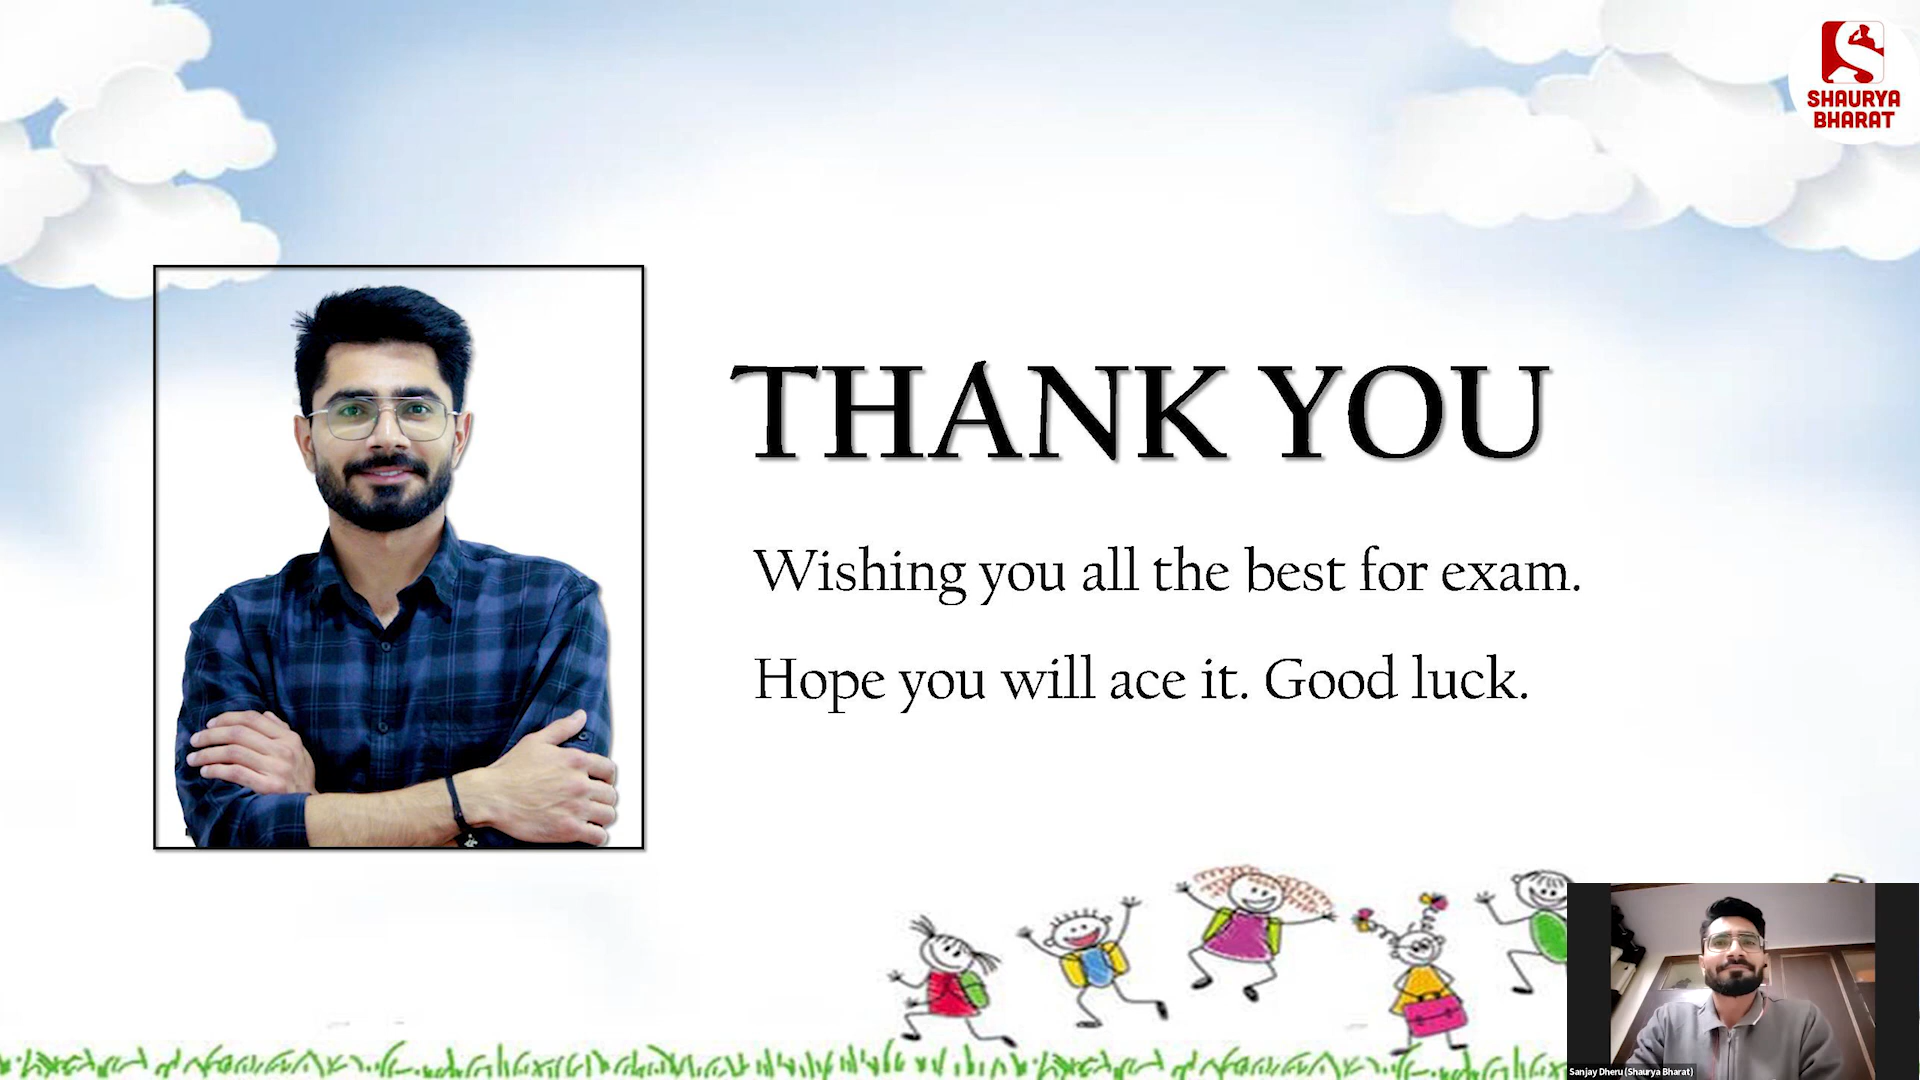 SHAURYA
BHARAT
THANK YOU
Wishing you all the best for exam.
Hope you will ace it. Good luck.
Sanjay Dheru (Shaurya Bharat)